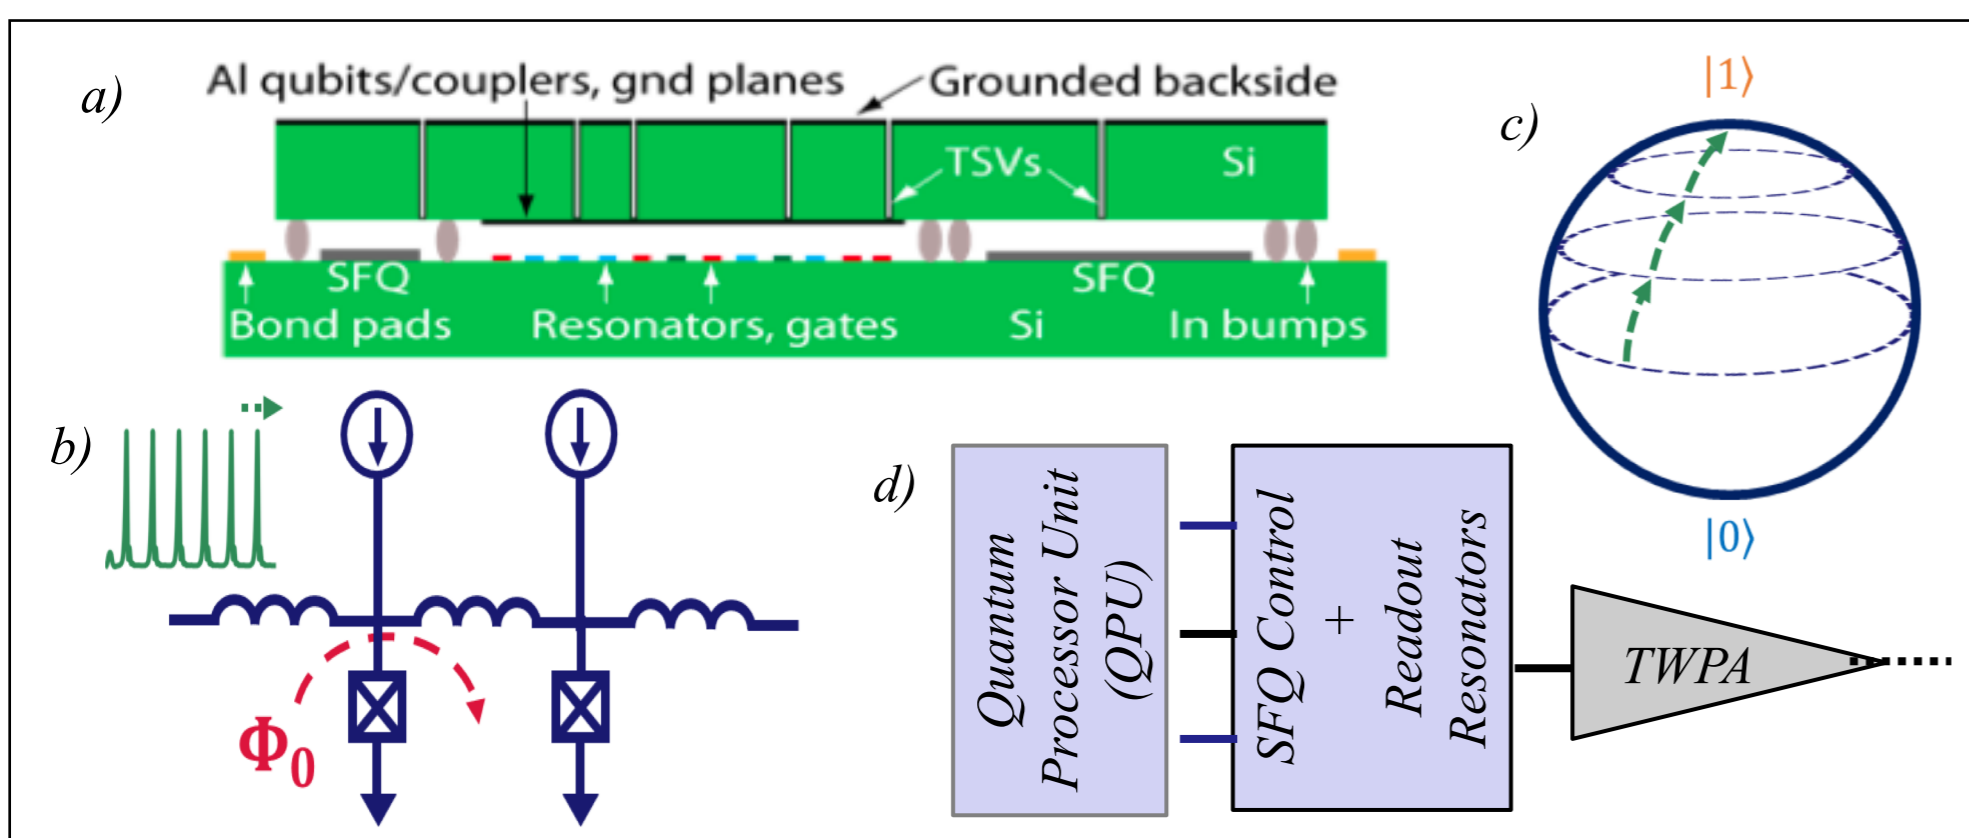 a)
Al qubits/couplers, gnd planes
Grounded backside
TSVs
Si
SFQ
SFQ
Bond pads
Resonators, gates
Si
In bumps
b)
Φ0
c)
|1⟩
|0⟩
d)
Quantum
Processor Unit
(QPU)
SFQ Control
+
Readout
Resonators
TWPA